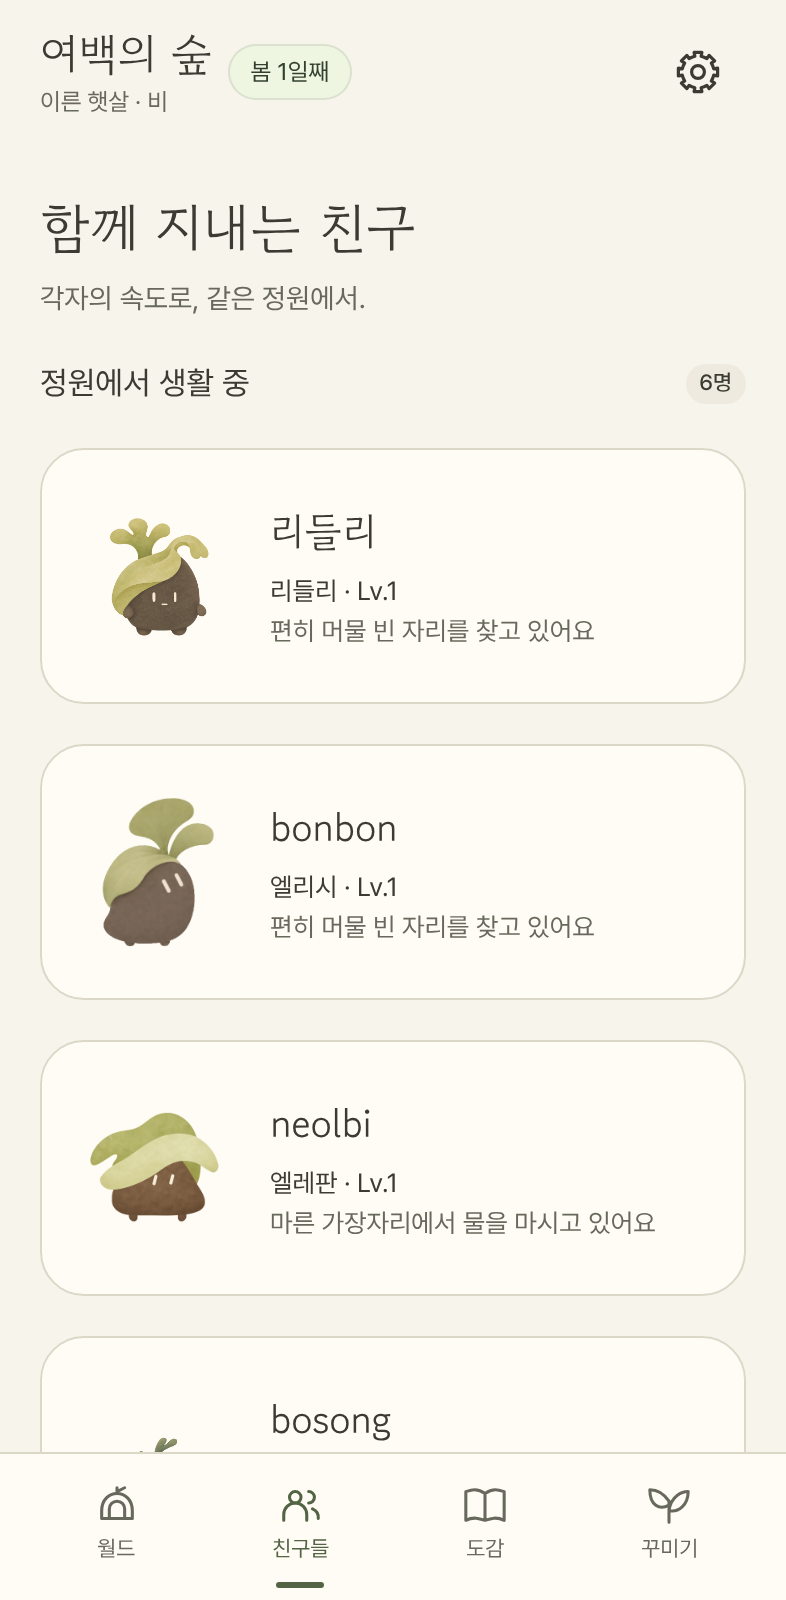 여백의 숲
봄 1일째
이른 햇살 · 비
함께 지내는 친구
각자의 속도로, 같은 정원에서.
정원에서 생활 중
6명
리들리
리들리 · Lv.1
편히 머물 빈 자리를 찾고 있어요
bonbon
엘리시 · Lv.1
편히 머물 빈 자리를 찾고 있어요
neolbi
엘레판 · Lv.1
마른 가장자리에서 물을 마시고 있어요
bosong
월드
친구들
도감
꾸미기